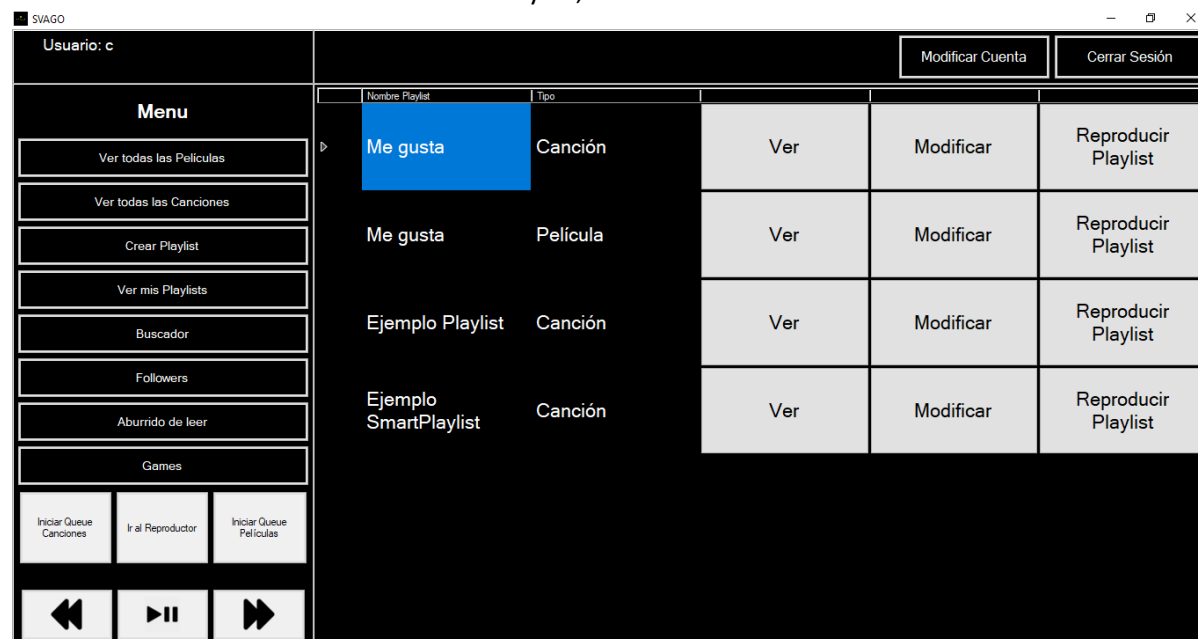 SVAGO
Usuario: c
Modificar Cuenta
Cerrar Sesión
Menu
Ver todas las Películas
Ver todas las Canciones
Crear Playlist
Ver mis Playlists
Buscador
Followers
Aburrido de leer
Games
Iniciar Queue
Canciones
Ir al Reproductor
Iniciar Queue
Películas
Nombre Playlist Tipo
Me gusta Canción Ver Modificar Reproducir
Playlist
Me gusta Película Ver Modificar Reproducir
Playlist
Ejemplo Playlist Canción Ver Modificar Reproducir
Playlist
Ejemplo
SmartPlaylist Canción Ver Modificar Reproducir
Playlist